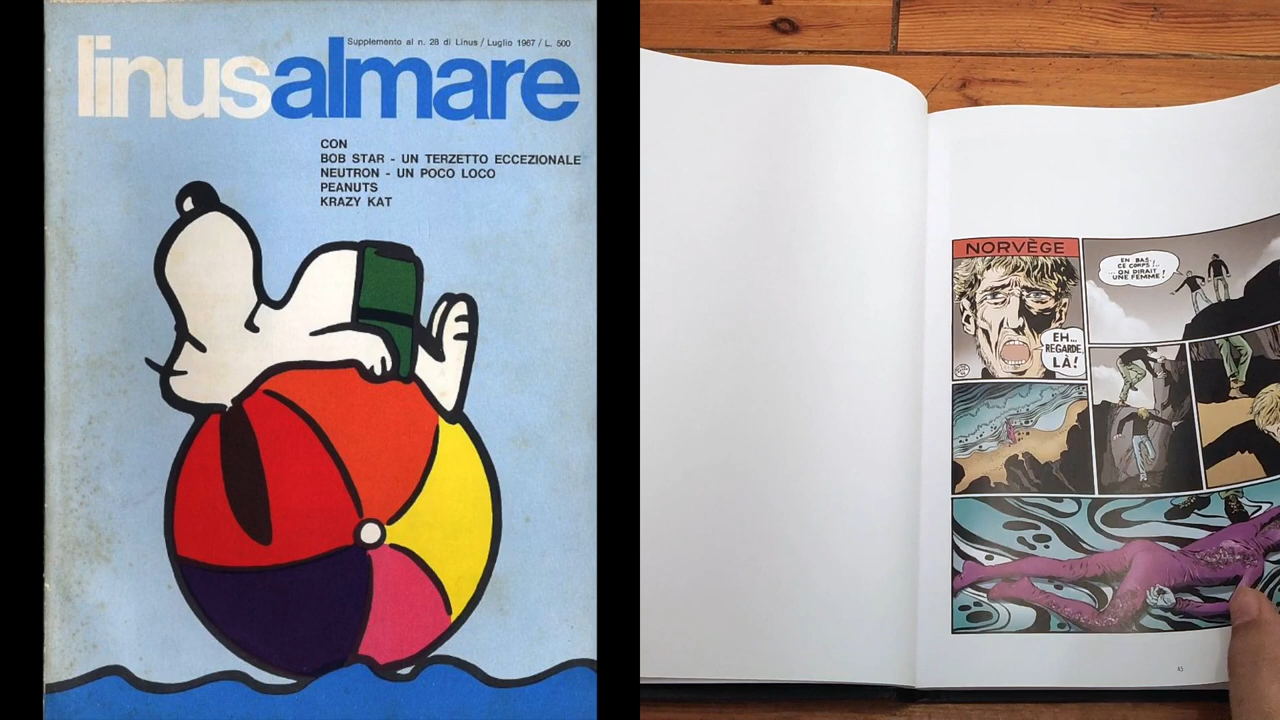 linusalmare
Supplemento al n. 28 di Linus / Luglio 1967 / L. 500
CON
BOB STAR - UN TERZETTO ECCEZIONALE
NEUTRON - UN POCO LOCO
PEANUTS
KRAZY KAT
NORVÈGE
EH...
REGARDE,
LÀ!
EN BAS..,
CE CORPS!..
...ON DIRAIT
UNE FEMME!